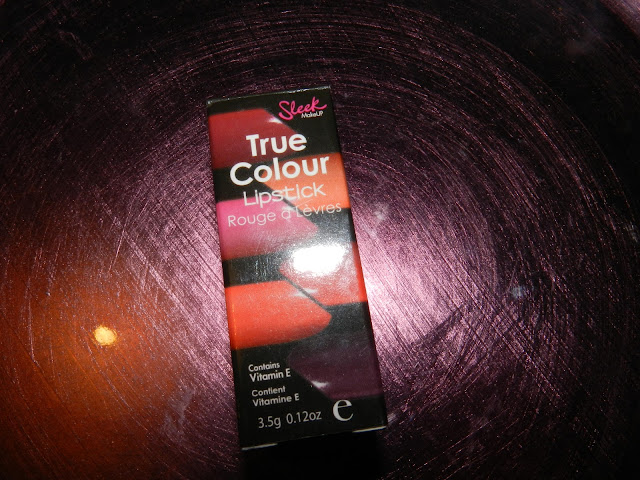 Sleek
MakeUP
True
Colour
Lipstick
Rouge à Lèvres
Contains
Vitamin E
Contient
Vitamine E
3.5g 0.12oz e